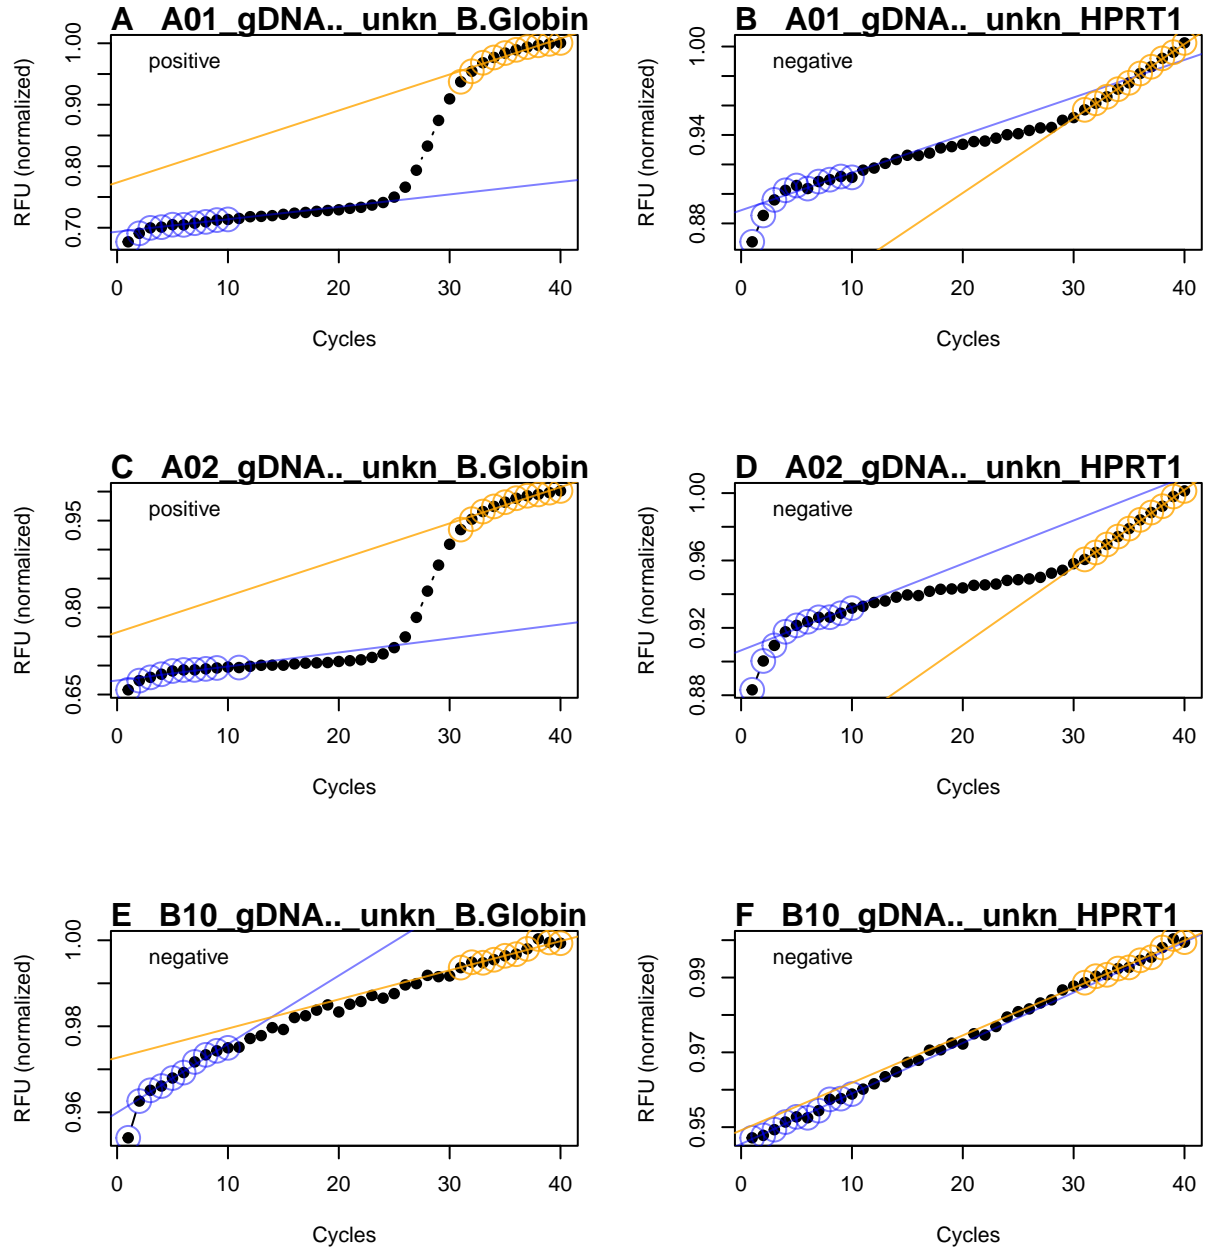 A A01_gDNA.._unkn_B.Globin
positive
RFU (normalized)
0.70 0.80 0.90 1.00
0 10 20 30 40
Cycles
B A01_gDNA.._unkn_HPRT1
negative
RFU (normalized)
0.88 0.94 1.00
0 10 20 30 40
Cycles
C A02_gDNA.._unkn_B.Globin
positive
RFU (normalized)
0.65 0.80 0.95
0 10 20 30 40
Cycles
D A02_gDNA.._unkn_HPRT1
negative
RFU (normalized)
0.88 0.92 0.96 1.00
0 10 20 30 40
Cycles
E B10_gDNA.._unkn_B.Globin
negative
RFU (normalized)
0.96 0.98 1.00
0 10 20 30 40
Cycles
F B10_gDNA.._unkn_HPRT1
negative
RFU (normalized)
0.95 0.97 0.99
0 10 20 30 40
Cycles